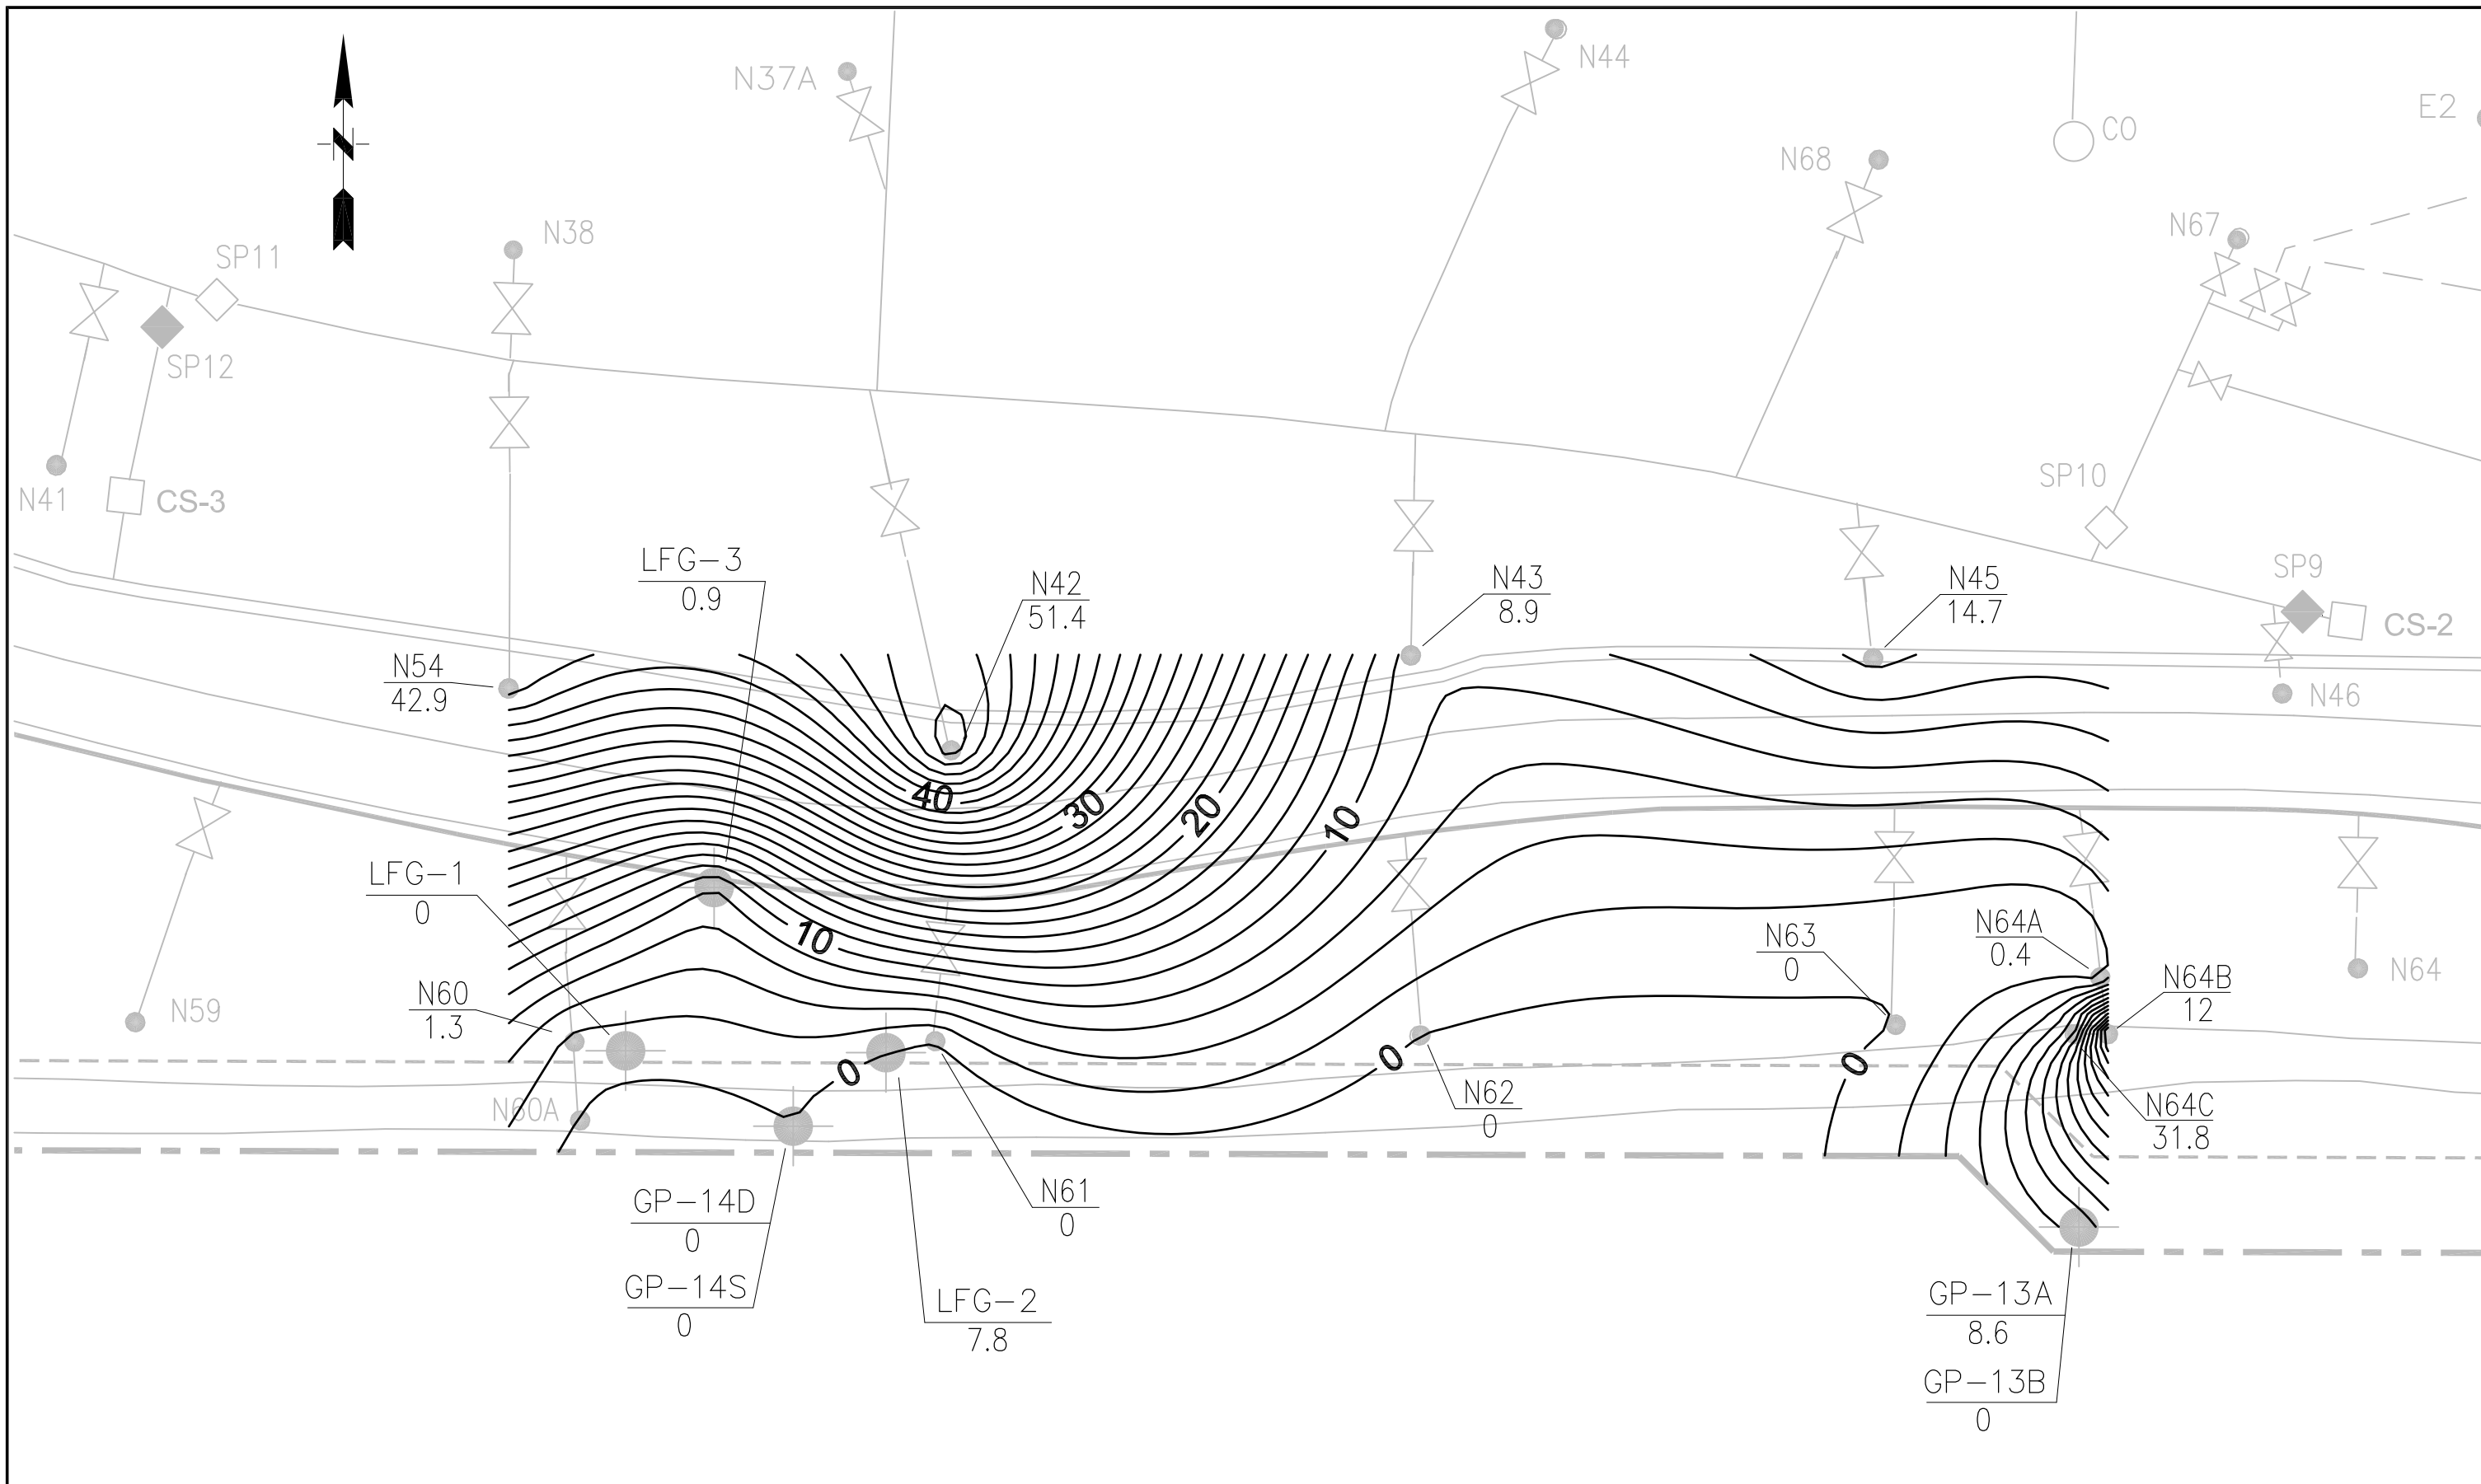 N44
N37A
E2
CO
N
N68
N67
N38
SP11
SP12
SP10
N41
CS-3
LFG-3
0.9
N42
51.4
N43
8.9
N45
14.7
SP9
CS-2
N54
42.9
N46
40
30
20
10
LFG-1
0
10
N63
0
N64A
0.4
N64
N64B
12
N59
N60
1.3
0
0
0
N60A
N62
0
N64C
31.8
GP-14D
0
GP-14S
0
N61
0
LFG-2
7.8
GP-13A
8.6
GP-13B
0